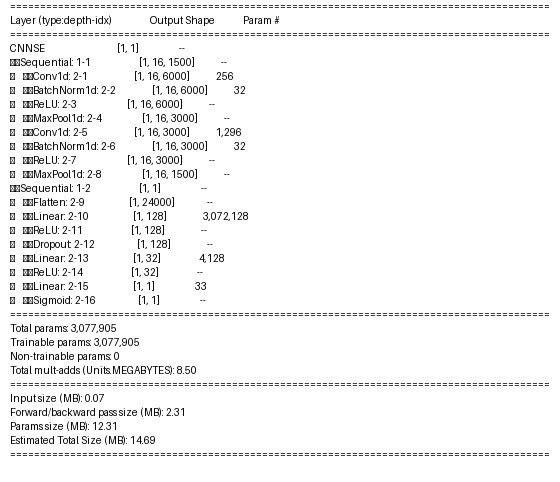 ==========================================================================================
Layer (type:depth-idx) Output Shape Param #
==========================================================================================
CNNSE [1, 1] --
├─Sequential: 1-1 [1, 16, 1500] --
│ └─Conv1d: 2-1 [1, 16, 6000] 256
│ └─BatchNorm1d: 2-2 [1, 16, 6000] 32
│ └─ReLU: 2-3 [1, 16, 6000] --
│ └─MaxPool1d: 2-4 [1, 16, 3000] --
│ └─Conv1d: 2-5 [1, 16, 3000] 1,296
│ └─BatchNorm1d: 2-6 [1, 16, 3000] 32
│ └─ReLU: 2-7 [1, 16, 3000] --
│ └─MaxPool1d: 2-8 [1, 16, 1500] --
├─Sequential: 1-2 [1, 1] --
│ └─Flatten: 2-9 [1, 24000] --
│ └─Linear: 2-10 [1, 128] 3,072,128
│ └─ReLU: 2-11 [1, 128] --
│ └─Dropout: 2-12 [1, 128] --
│ └─Linear: 2-13 [1, 32] 4,128
│ └─ReLU: 2-14 [1, 32] --
│ └─Linear: 2-15 [1, 1] 33
│ └─Sigmoid: 2-16 [1, 1] --
==========================================================================================
Total params: 3,077,905
Trainable params: 3,077,905
Non-trainable params: 0
Total mult-adds (Units.MEGABYTES): 8.50
==========================================================================================
Input size (MB): 0.07
Forward/backward pass size (MB): 2.31
Params size (MB): 12.31
Estimated Total Size (MB): 14.69
==========================================================================================